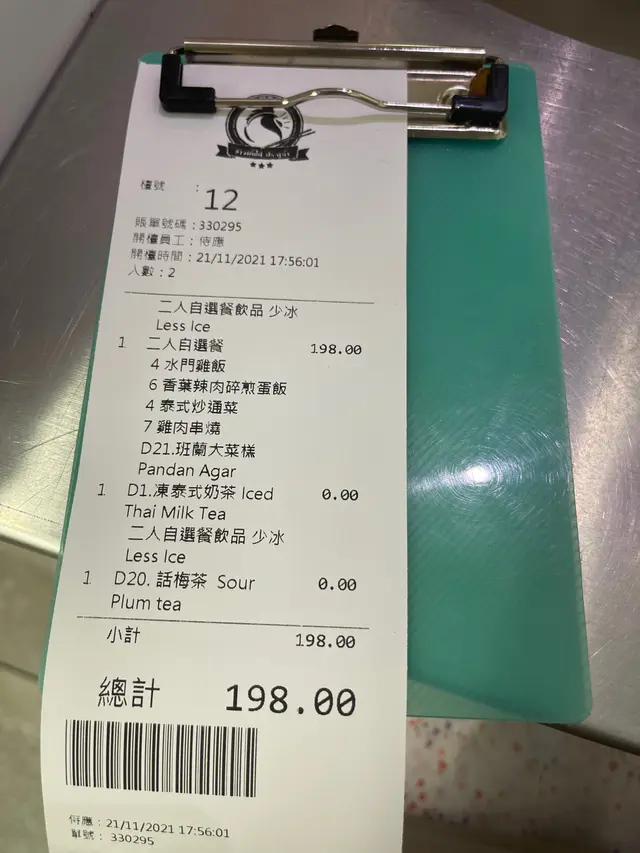 檯號 : 12
賬單號碼：330295
開檯員工：侍應
開檯時間：21/11/2021 17:56:01
人數：2
二人自選餐飲品 少冰
Less Ice
1 二人自選餐 198.00
4 水門雞飯
6 香葉辣肉碎煎蛋飯
4 泰式炒通菜
7 雞肉串燒
D21.班蘭大菜樣
Pandan Agar
1 D1.凍泰式奶茶 Iced 0.00
Thai Milk Tea
二人自選餐飲品 少冰
Less Ice
1 D20. 話梅茶 Sour 0.00
Plum tea
小計 198.00
總計 198.00
侍應：21/11/2021 17:56:01
單號：330295